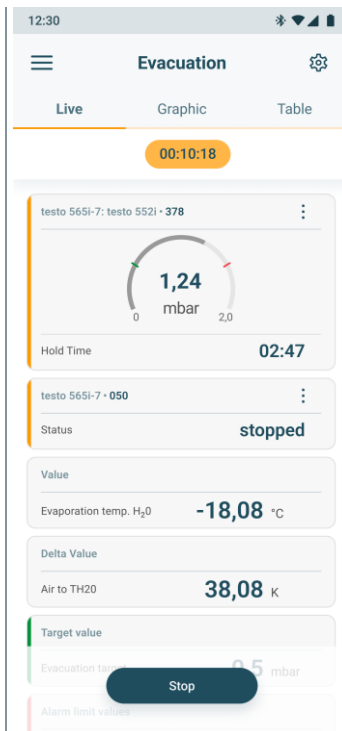 12:30
Evacuation
Live Graphic Table
00:10:18
testo 565i-7: testo 552i • 378
1,24
mbar
0 2,0
Hold Time 02:47
testo 565i-7 • 050
Status stopped
Value
Evaporation temp. H₂0 -18,08 °C
Delta Value
Air to TH20 38,08 K
Target value
Evacuation target 0,5 mbar
Stop
Alarm limit values